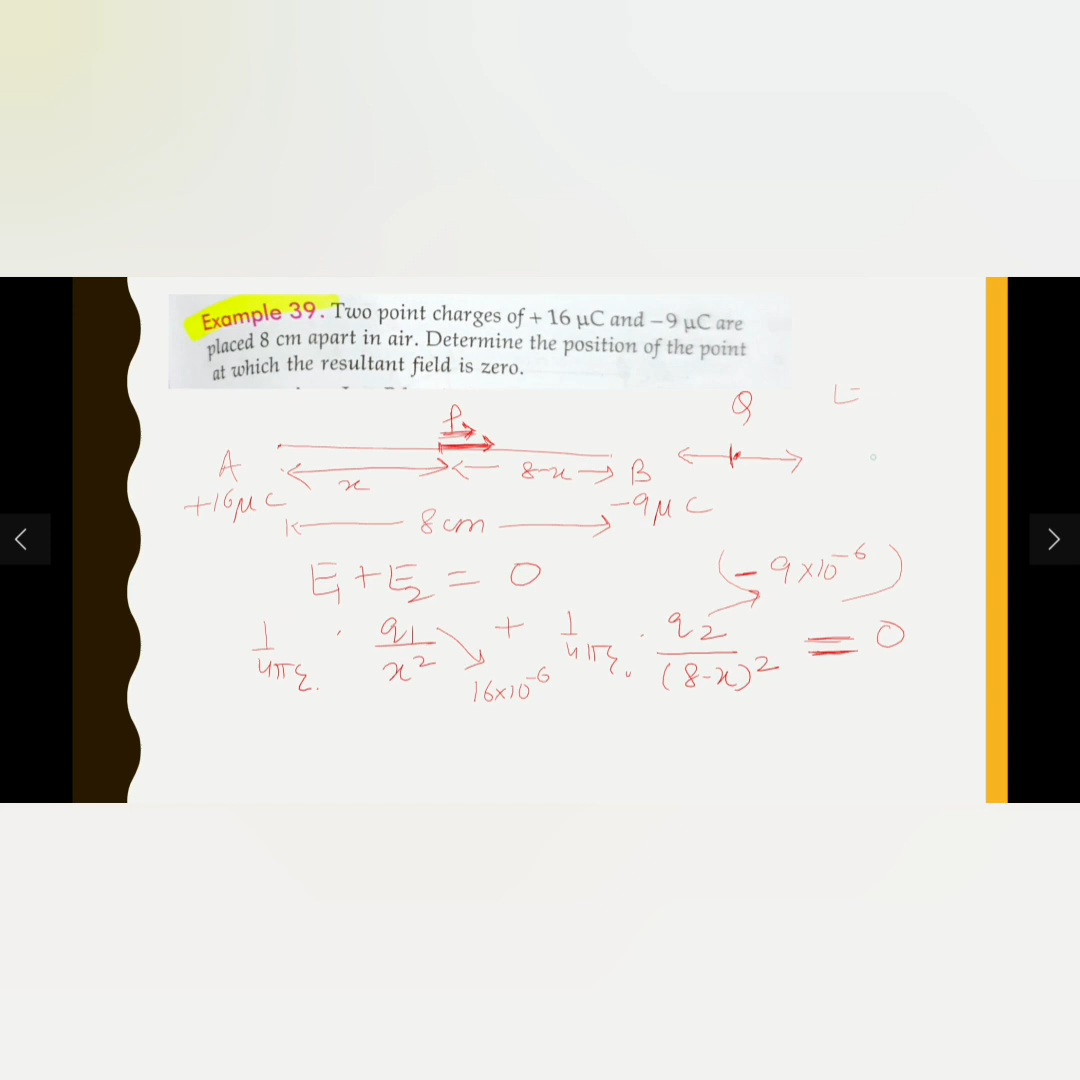 Example 39. Two point charges of + 16 μC and – 9 μC are
placed 8 cm apart in air. Determine the position of the point
at which the resultant field is zero.
P Q E
A x 8-x B
+16μC 8 cm -9μC
E₁ + E₂ = 0 (-9×10⁻⁶)
1/4πε₀ · q₁/x² + 1/4πε₀ · q₂/(8-x)² = 0
16×10⁻⁶